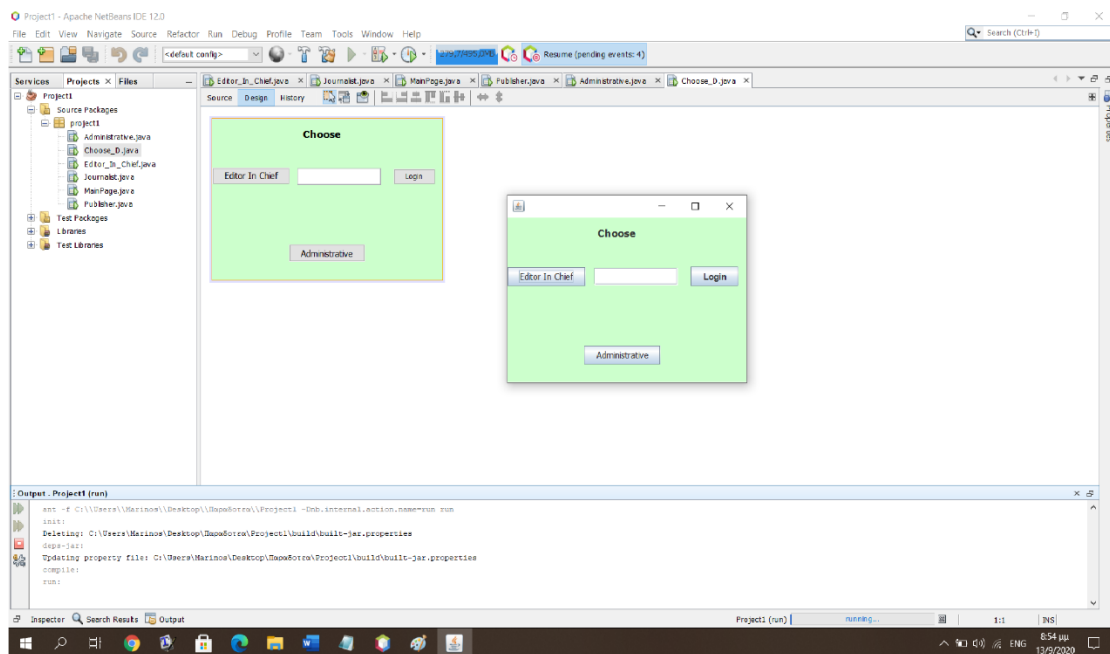 Project1 - Apache NetBeans IDE 12.0
File Edit View Navigate Source Refactor Run Debug Profile Team Tools Window Help
Search (Ctrl+I)
<default config>
Resume (pending events: 4)
Services Projects × Files
Editor_In_Chief.java × Journalist.java × MainPage.java × Publisher.java × Administrative.java × Choose_D.java ×
Source Design History
Project1
Source Packages
project1
Administrative.java
Choose_D.java
Editor_In_Chief.java
Journalist.java
MainPage.java
Publisher.java
Test Packages
Libraries
Test Libraries
Choose
Editor In Chief
Login
Administrative
Choose
Editor In Chief
Login
Administrative
Output - Project1 (run)
ant -f C:\\Users\\Marinos\\Desktop\\Παραδοτεα\\Project1 -Dnb.internal.action.name=run run
init:
Deleting: C:\Users\Marinos\Desktop\Παραδοτεα\Project1\build\built-jar.properties
deps-jar:
Updating property file: C:\Users\Marinos\Desktop\Παραδοτεα\Project1\build\built-jar.properties
compile:
run:
Inspector Search Results Output
Project1 (run) running... 1:1 INS
ENG
8:54 μμ
13/9/2020